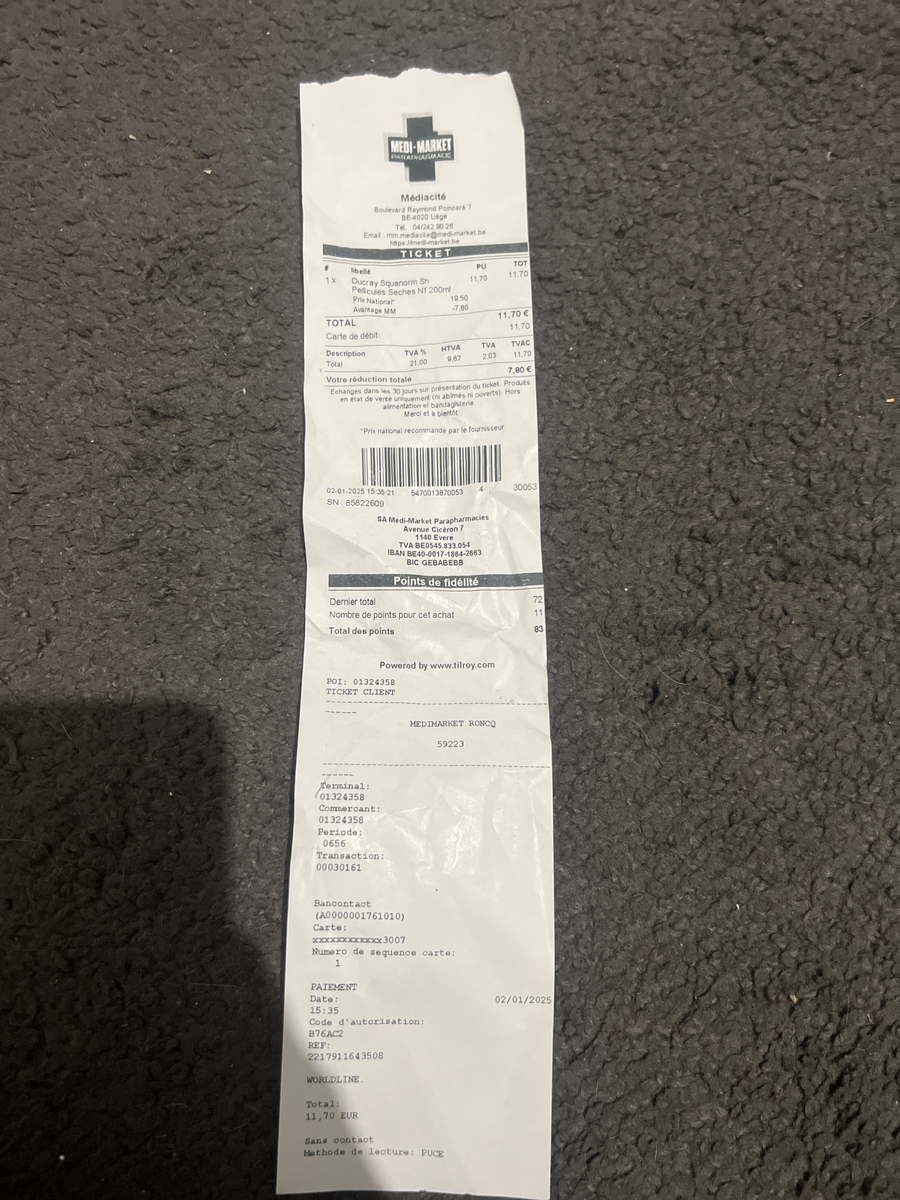 MEDI-MARKET
PARAPHARMACIE
Médiacité
Boulevard Raymond Poincaré 7
BE-4020 Liège
Tél. : 04/242 90 26
Email : mm.mediacite@medi-market.be
https://medi-market.be
TICKET
# libellé PU TOT
1 x Ducray Squanorm Sh 11,70 11,70
Pellicules Seches Nf 200ml
Prix National* 19,50
Avantage MM -7,80
TOTAL 11,70 €
Carte de débit 11,70
Description TVA % HTVA TVA TVAC
Total 21,00 9,67 2,03 11,70
Votre réduction totale 7,80 €
Echanges dans les 30 jours sur présentation du ticket. Produits
en état de vente uniquement (ni abîmés ni ouverts). Hors
alimentation et bandagisterie.
Merci et à bientôt
*Prix national recommandé par le fournisseur
02-01-2025 15:35:21 5470013870053 4 30053
SN : 85822609
SA Medi-Market Parapharmacies
Avenue Cicéron 7
1140 Evere
TVA BE0545.833.054
IBAN BE40-0017-1864-2663
BIC GEBABEBB
Points de fidélité
Dernier total 72
Nombre de points pour cet achat 11
Total des points 83
Powered by www.tilroy.com
POI: 01324358
TICKET CLIENT
------
MEDIMARKET RONCQ
59223
------
Terminal:
01324358
Commercant:
01324358
Periode:
0656
Transaction:
00030161
Bancontact
(A0000001761010)
Carte:
xxxxxxxxxxxxx3007
Numero de sequence carte:
1
PAIEMENT
Date: 02/01/2025
15:35
Code d'autorisation:
B76AC2
REF:
2217911643508
WORLDLINE.
Total:
11,70 EUR
Sans contact
Methode de lecture: PUCE